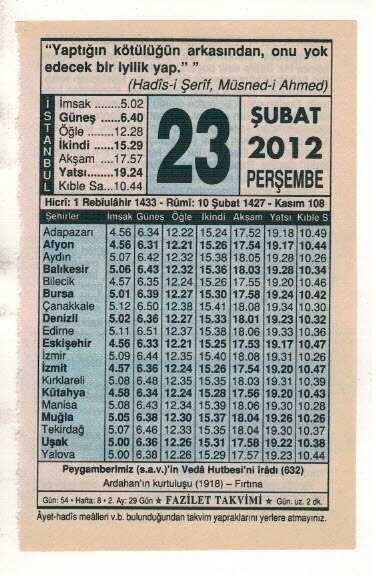 “Yaptığın kötülüğün arkasından, onu yok
edecek bir iyilik yap.” ”
(Hadîs-i Şerîf, Müsned-i Ahmed)
İSTANBUL
İmsak ........5.02
Güneş ......6.40
Öğle ........12.28
İkindi ......15.29
Akşam ....17.57
Yatsı........19.24
Kıble Sa...10.44
23
ŞUBAT
2012
PERŞEMBE
Hicrî: 1 Rebiulâhir 1433 - Rûmî: 10 Şubat 1427 - Kasım 108
Şehirler İmsak Güneş Öğle İkindi Akşam Yatsı Kıble S
Adapazarı 4.56 6.34 12.22 15.24 17.52 19.18 10.49
Afyon 4.56 6.31 12.21 15.26 17.54 19.17 10.44
Aydın 5.07 6.42 12.32 15.38 18.05 19.28 10.26
Balıkesir 5.06 6.43 12.32 15.36 18.03 19.28 10.34
Bilecik 4.57 6.35 12.24 15.26 17.55 19.20 10.46
Bursa 5.01 6.39 12.27 15.30 17.58 19.24 10.42
Çanakkale 5.12 6.50 12.38 15.41 18.08 19.34 10.30
Denizli 5.02 6.36 12.27 15.33 18.01 19.23 10.32
Edirne 5.11 6.51 12.37 15.38 18.06 19.33 10.36
Eskişehir 4.56 6.33 12.21 15.25 17.53 19.17 10.47
İzmir 5.09 6.44 12.35 15.40 18.08 19.31 10.26
İzmit 4.57 6.36 12.24 15.26 17.54 19.20 10.47
Kırklareli 5.08 6.48 12.35 15.35 18.03 19.31 10.39
Kütahya 4.58 6.34 12.24 15.28 17.56 19.20 10.43
Manisa 5.08 6.43 12.34 15.39 18.06 19.30 10.28
Muğla 5.05 6.38 12.30 15.37 18.04 19.26 10.26
Tekirdağ 5.07 6.46 12.33 15.35 18.03 19.30 10.38
Uşak 5.00 6.36 12.26 15.31 17.58 19.22 10.38
Yalova 5.00 6.38 12.26 15.29 17.57 19.23 10.44
Peygamberimiz (s.a.v.)'in Vedâ Hutbesi'ni îrâdı (632)
Ardahan'ın kurtuluşu (1918) – Fırtına
Gün: 54 • Hafta: 8 • 2. Ay: 29 Gün ★ FAZİLET TAKVİMİ ★ Gün. uz. 2 dk.
Âyet-hadîs meâlleri v.b. bulunduğundan takvim yapraklarını yerlere atmayınız.